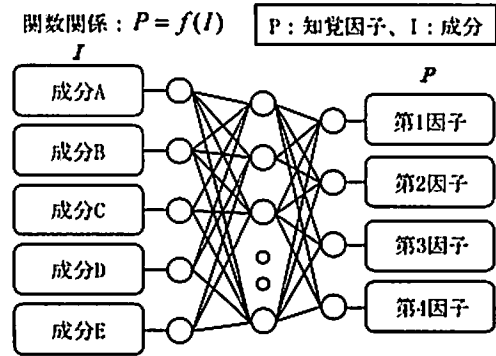 関数関係：P＝f(I)
P：知覚因子、I：成分
I
P
成分A
成分B
成分C
成分D
成分E
第1因子
第2因子
第3因子
第4因子